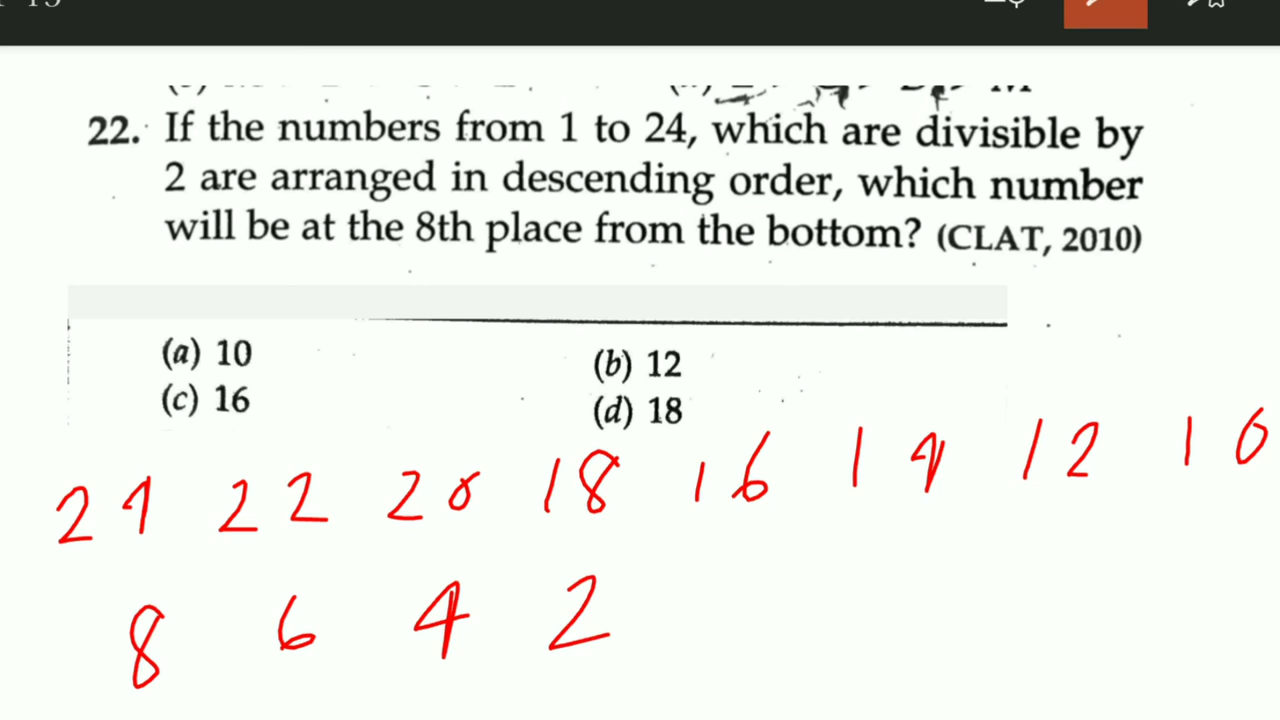 22. If the numbers from 1 to 24, which are divisible by
2 are arranged in descending order, which number
will be at the 8th place from the bottom? (CLAT, 2010)
(a) 10 (b) 12
(c) 16 (d) 18
24 22 20 18 16 14 12 10
8 6 4 2